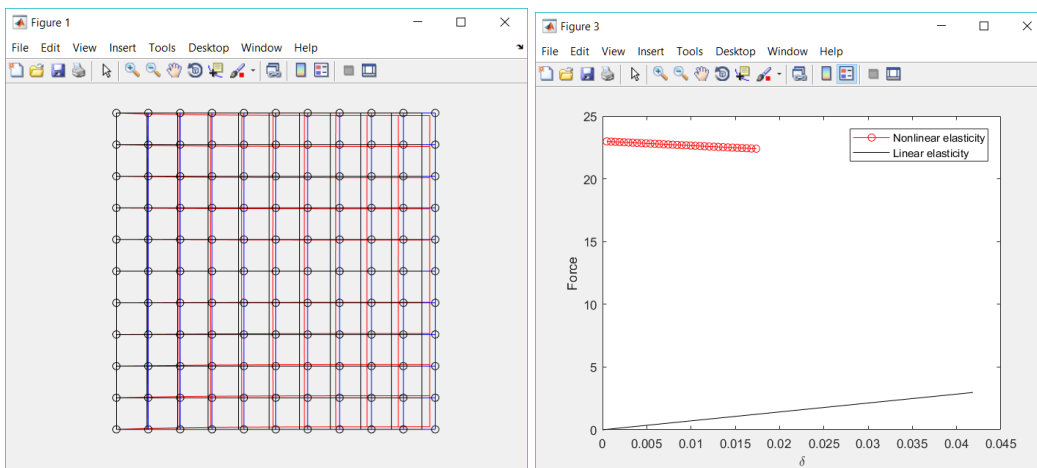 Figure 1
File Edit View Insert Tools Desktop Window Help
Figure 3
File Edit View Insert Tools Desktop Window Help
25
20
15
10
5
0
Force
Nonlinear elasticity
Linear elasticity
0 0.005 0.01 0.015 0.02 0.025 0.03 0.035 0.04 0.045
δ